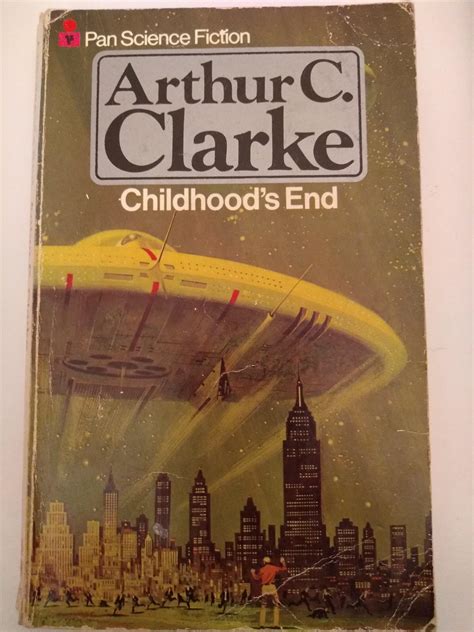 Pan Science Fiction
Arthur C.
Clarke
Childhood's End